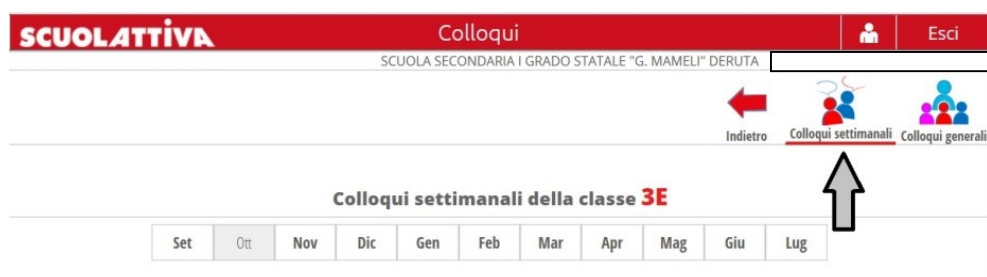 SCUOLATTIVA Colloqui Esci
SCUOLA SECONDARIA I GRADO STATALE "G. MAMELI" DERUTA
Indietro Colloqui settimanali Colloqui generali
Colloqui settimanali della classe 3E
Set Ott Nov Dic Gen Feb Mar Apr Mag Giu Lug